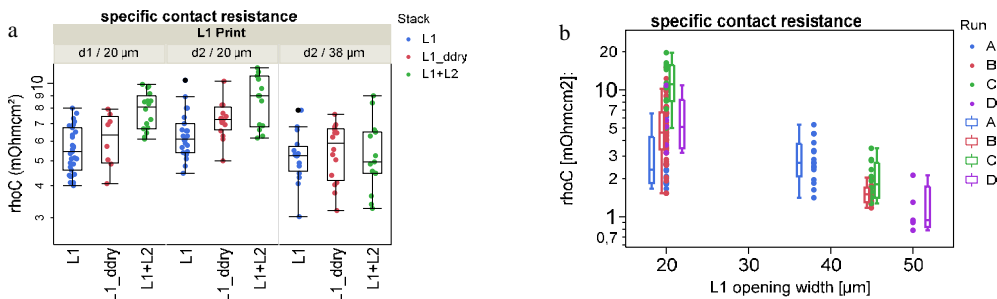 a
specific contact resistance
L1 Print
d1 / 20 µm
d2 / 20 µm
d2 / 38 µm
rhoC (mOhmcm²)
10
9
8
7
6
5
4
3
L1
L1_ddry
L1+L2
L1
L1_ddry
L1+L2
L1
L1_ddry
L1+L2
Stack
L1
L1_ddry
L1+L2
b
specific contact resistance
rhoC [mOhmcm2]:
20
10
5
3
2
1
0,7
20
30
40
50
L1 opening width [µm]
Run
A
B
C
D
A
B
C
D